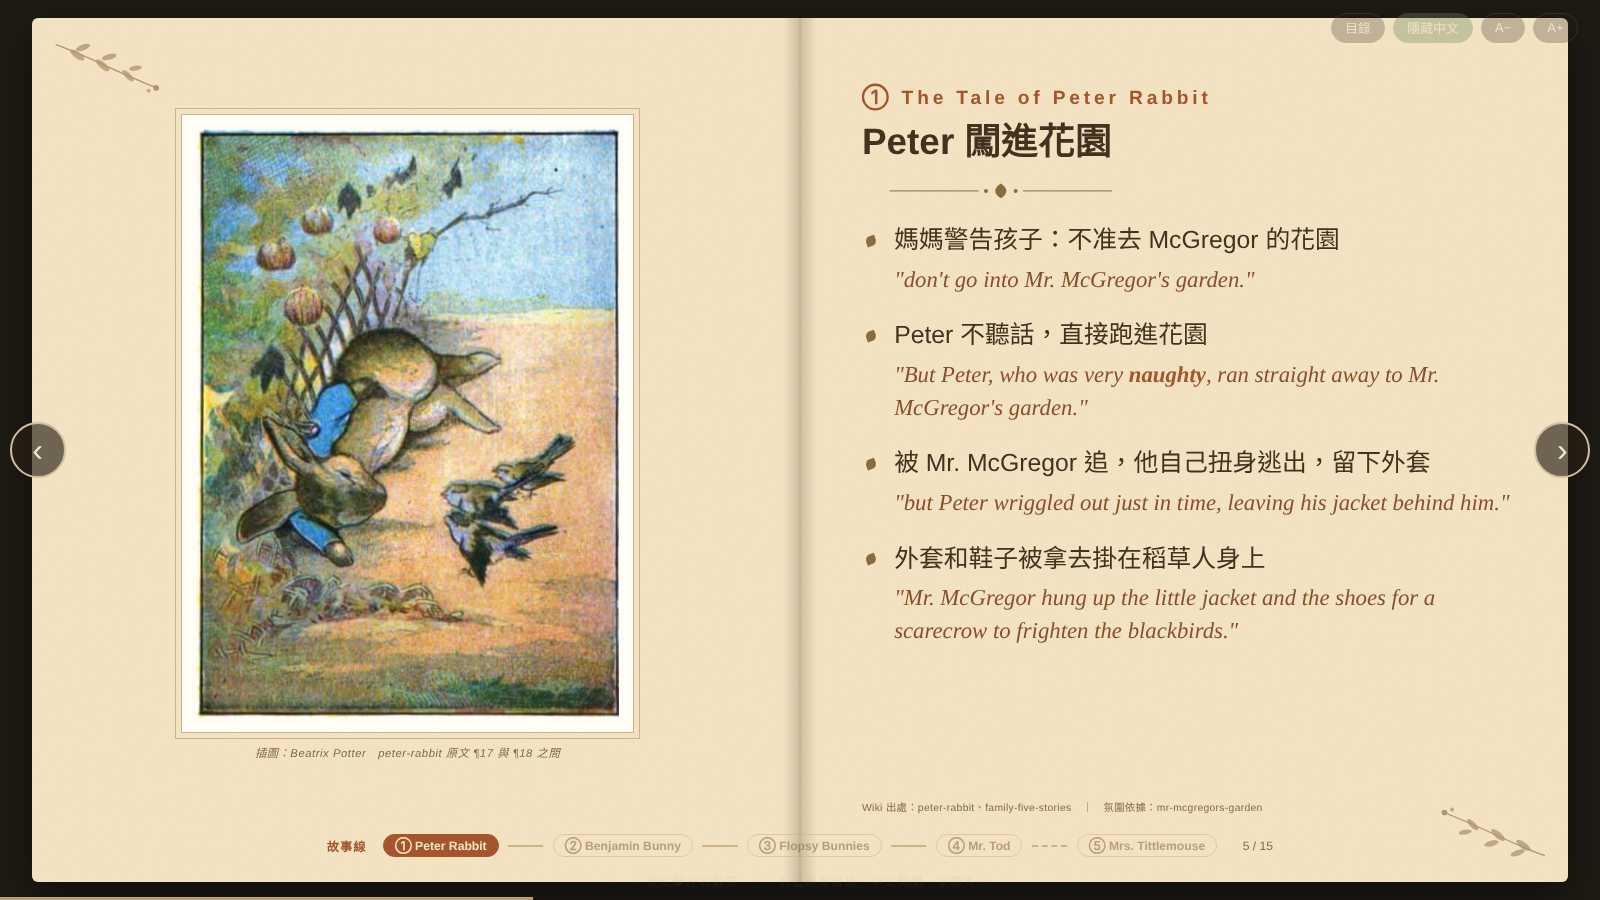 目錄
隱藏中文
A−
A+
① The Tale of Peter Rabbit
Peter 闖進花園
媽媽警告孩子：不准去 McGregor 的花園
"don't go into Mr. McGregor's garden."
Peter 不聽話，直接跑進花園
"But Peter, who was very naughty, ran straight away to Mr.
McGregor's garden."
被 Mr. McGregor 追，他自己扭身逃出，留下外套
"but Peter wriggled out just in time, leaving his jacket behind him."
外套和鞋子被拿去掛在稻草人身上
"Mr. McGregor hung up the little jacket and the shoes for a
scarecrow to frighten the blackbirds."
插圖：Beatrix Potter peter-rabbit 原文 ¶17 與 ¶18 之間
Wiki 出處：peter-rabbit、family-five-stories ｜ 氛圍依據：mr-mcgregors-garden
故事線 ① Peter Rabbit ② Benjamin Bunny ③ Flopsy Bunnies ④ Mr. Tod ⑤ Mrs. Tittlemouse 5 / 15